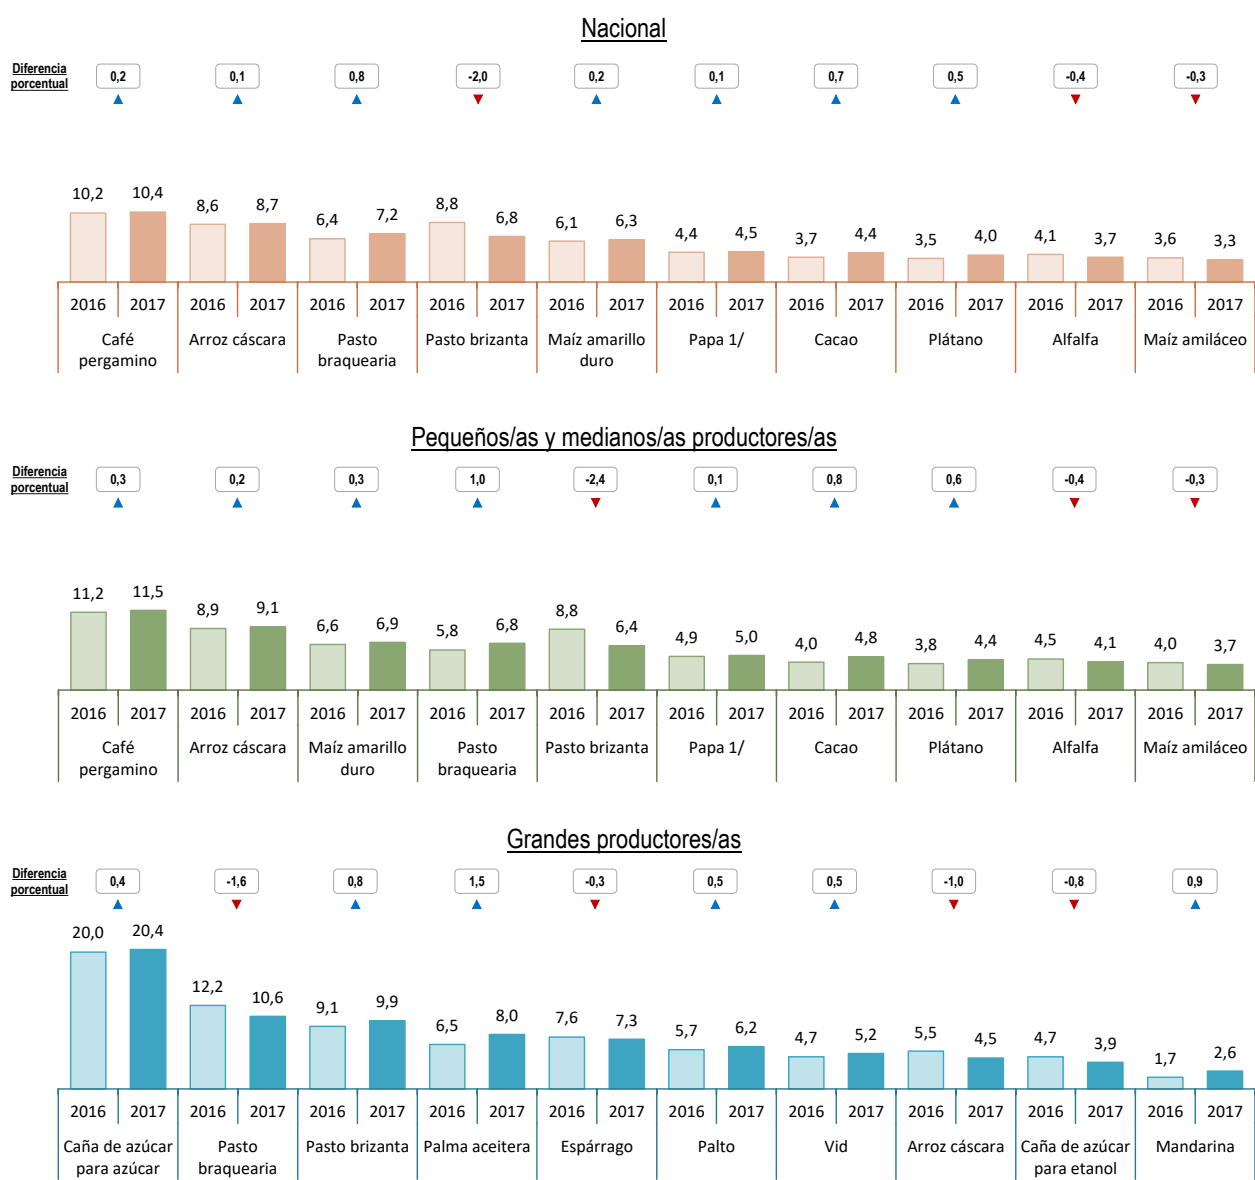 Nacional
Diferencia
porcentual
0,2 0,1 0,8 -2,0 0,2 0,1 0,7 0,5 -0,4 -0,3
10,2 10,4 8,6 8,7 6,4 7,2 8,8 6,8 6,1 6,3 4,4 4,5 3,7 4,4 3,5 4,0 4,1 3,7 3,6 3,3
2016 2017 2016 2017 2016 2017 2016 2017 2016 2017 2016 2017 2016 2017 2016 2017 2016 2017 2016 2017
Café Arroz cáscara Pasto Pasto brizanta Maíz amarillo Papa 1/ Cacao Plátano Alfalfa Maíz amiláceo
pergamino braquearia duro
Pequeños/as y medianos/as productores/as
Diferencia
porcentual
0,3 0,2 0,3 1,0 -2,4 0,1 0,8 0,6 -0,4 -0,3
11,2 11,5 8,9 9,1 6,6 6,9 5,8 6,8 8,8 6,4 4,9 5,0 4,0 4,8 3,8 4,4 4,5 4,1 4,0 3,7
2016 2017 2016 2017 2016 2017 2016 2017 2016 2017 2016 2017 2016 2017 2016 2017 2016 2017 2016 2017
Café Arroz cáscara Maíz amarillo Pasto Pasto brizanta Papa 1/ Cacao Plátano Alfalfa Maíz amiláceo
pergamino duro braquearia
Grandes productores/as
Diferencia
porcentual
0,4 -1,6 0,8 1,5 -0,3 0,5 0,5 -1,0 -0,8 0,9
20,0 20,4 12,2 10,6 9,1 9,9 6,5 8,0 7,6 7,3 5,7 6,2 4,7 5,2 5,5 4,5 4,7 3,9 1,7 2,6
2016 2017 2016 2017 2016 2017 2016 2017 2016 2017 2016 2017 2016 2017 2016 2017 2016 2017 2016 2017
Caña de azúcar Pasto Pasto brizanta Palma aceitera Espárrago Palto Vid Arroz cáscara Caña de azúcar Mandarina
para azúcar braquearia para etanol